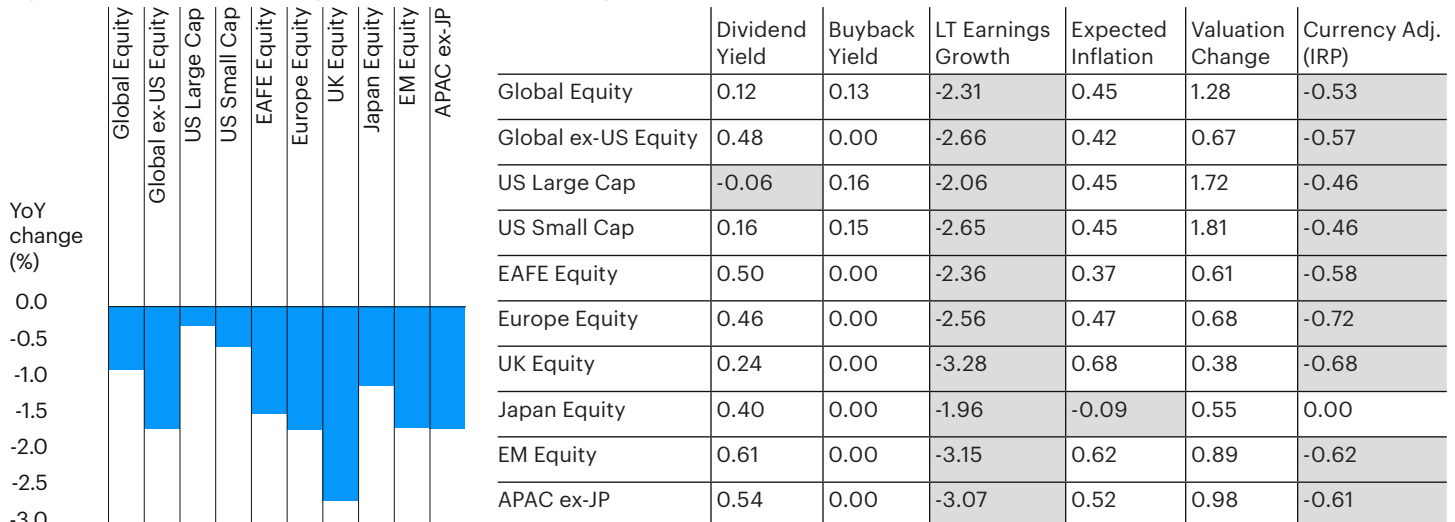 Global Equity
Global ex-US Equity
US Large Cap
US Small Cap
EAFE Equity
Europe Equity
UK Equity
Japan Equity
EM Equity
APAC ex-JP
YoY
change
(%)
0.0
-0.5
-1.0
-1.5
-2.0
-2.5
-3.0
Dividend Yield Buyback Yield LT Earnings Growth Expected Inflation Valuation Change Currency Adj. (IRP)
Global Equity 0.12 0.13 -2.31 0.45 1.28 -0.53
Global ex-US Equity 0.48 0.00 -2.66 0.42 0.67 -0.57
US Large Cap -0.06 0.16 -2.06 0.45 1.72 -0.46
US Small Cap 0.16 0.15 -2.65 0.45 1.81 -0.46
EAFE Equity 0.50 0.00 -2.36 0.37 0.61 -0.58
Europe Equity 0.46 0.00 -2.56 0.47 0.68 -0.72
UK Equity 0.24 0.00 -3.28 0.68 0.38 -0.68
Japan Equity 0.40 0.00 -1.96 -0.09 0.55 0.00
EM Equity 0.61 0.00 -3.15 0.62 0.89 -0.62
APAC ex-JP 0.54 0.00 -3.07 0.52 0.98 -0.61